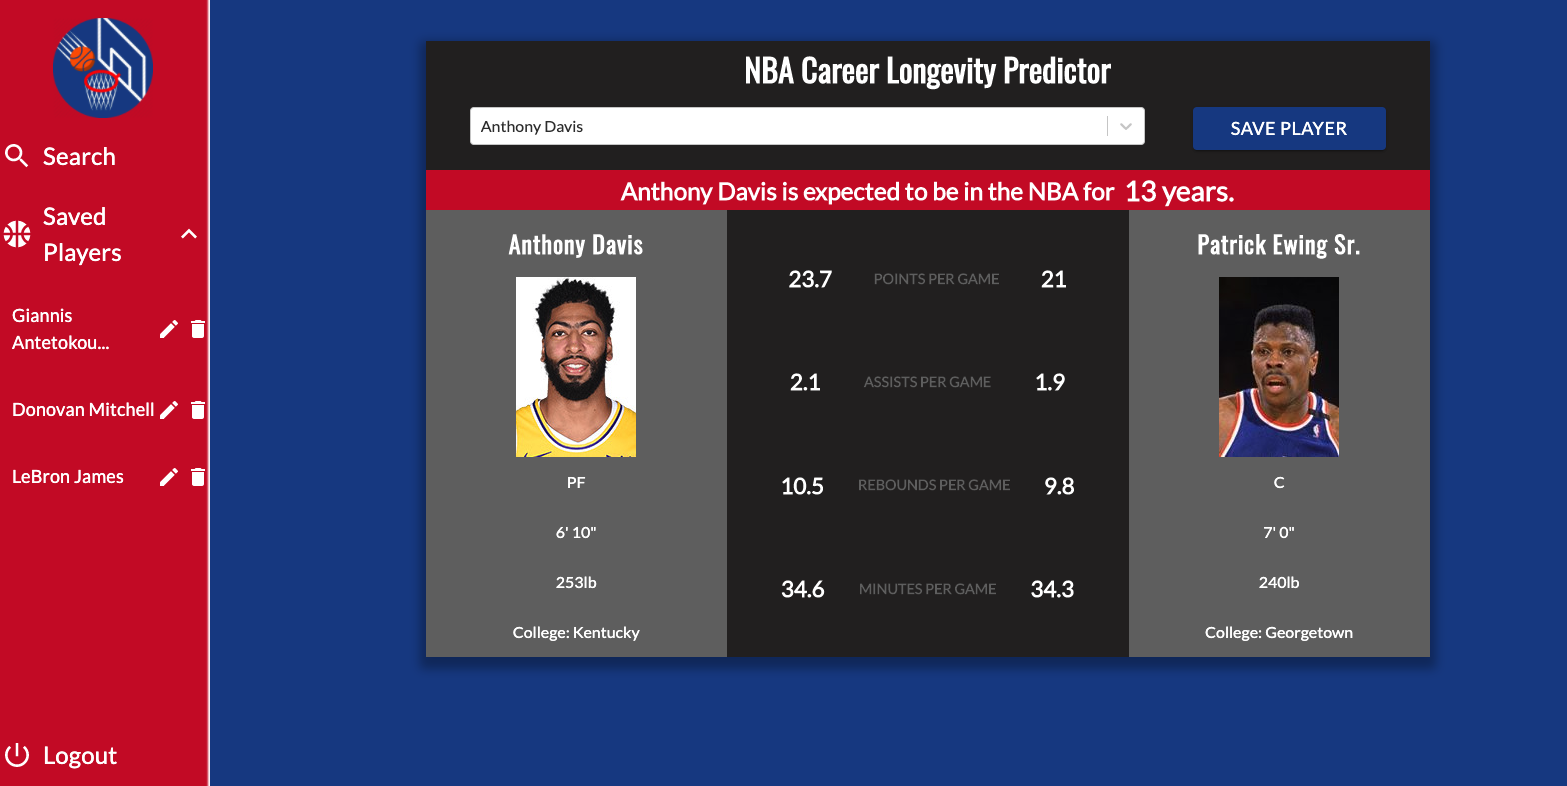 Search
Saved
Players
Giannis
Antetokou...
Donovan Mitchell
LeBron James
Logout
NBA Career Longevity Predictor
Anthony Davis
SAVE PLAYER
Anthony Davis is expected to be in the NBA for 13 years.
Anthony Davis
PF
6' 10"
253lb
College: Kentucky
23.7 POINTS PER GAME 21
2.1 ASSISTS PER GAME 1.9
10.5 REBOUNDS PER GAME 9.8
34.6 MINUTES PER GAME 34.3
Patrick Ewing Sr.
C
7' 0"
240lb
College: Georgetown